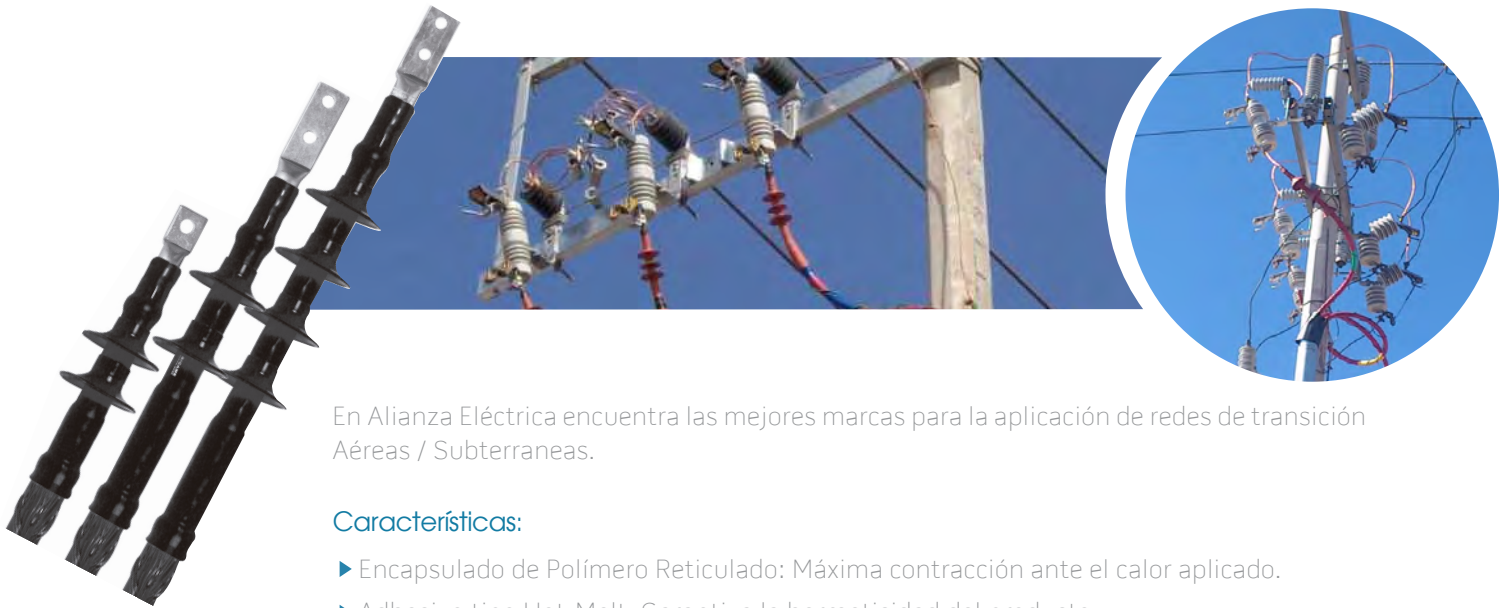 En Alianza Eléctrica encuentra las mejores marcas para la aplicación de redes de transición
Aéreas / Subterraneas.
Características:
Encapsulado de Polímero Reticulado: Máxima contracción ante el calor aplicado.